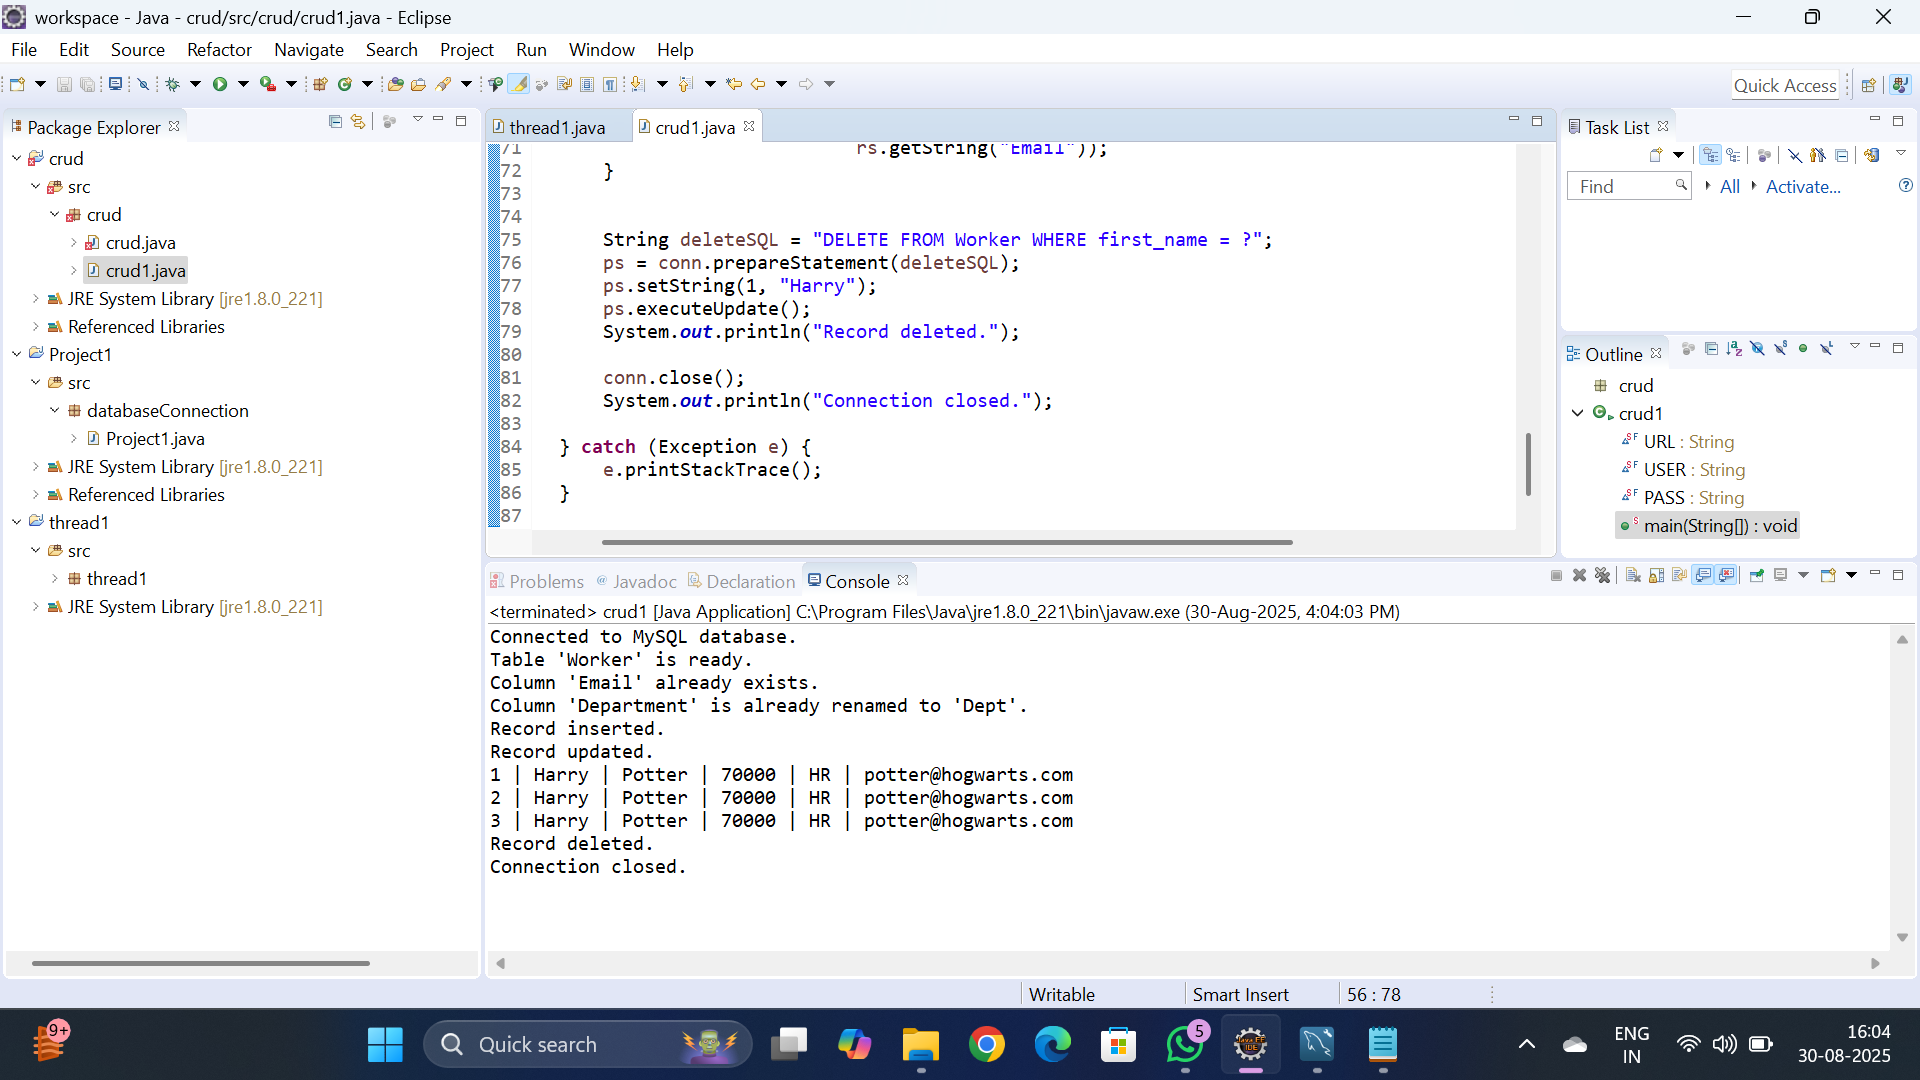 workspace - Java - crud/src/crud/crud1.java - Eclipse
File Edit Source Refactor Navigate Search Project Run Window Help
Quick Access
Package Explorer
crud
src
crud
crud.java
crud1.java
JRE System Library [jre1.8.0_221]
Referenced Libraries
Project1
src
databaseConnection
Project1.java
JRE System Library [jre1.8.0_221]
Referenced Libraries
thread1
src
thread1
JRE System Library [jre1.8.0_221]
thread1.java crud1.java
71 rs.getString("Email"));
72 }
73
74
75 String deleteSQL = "DELETE FROM Worker WHERE first_name = ?";
76 ps = conn.prepareStatement(deleteSQL);
77 ps.setString(1, "Harry");
78 ps.executeUpdate();
79 System.out.println("Record deleted.");
80
81 conn.close();
82 System.out.println("Connection closed.");
83
84 } catch (Exception e) {
85 e.printStackTrace();
86 }
87
Task List
Find All Activate...
Outline
crud
crud1
URL : String
USER : String
PASS : String
main(String[]) : void
Problems @ Javadoc Declaration Console
<terminated> crud1 [Java Application] C:\Program Files\Java\jre1.8.0_221\bin\javaw.exe (30-Aug-2025, 4:04:03 PM)
Connected to MySQL database.
Table 'Worker' is ready.
Column 'Email' already exists.
Column 'Department' is already renamed to 'Dept'.
Record inserted.
Record updated.
1 | Harry | Potter | 70000 | HR | potter@hogwarts.com
2 | Harry | Potter | 70000 | HR | potter@hogwarts.com
3 | Harry | Potter | 70000 | HR | potter@hogwarts.com
Record deleted.
Connection closed.
Writable Smart Insert 56 : 78
9+
Quick search
5
Java EE
IDE
ENG
IN
16:04
30-08-2025